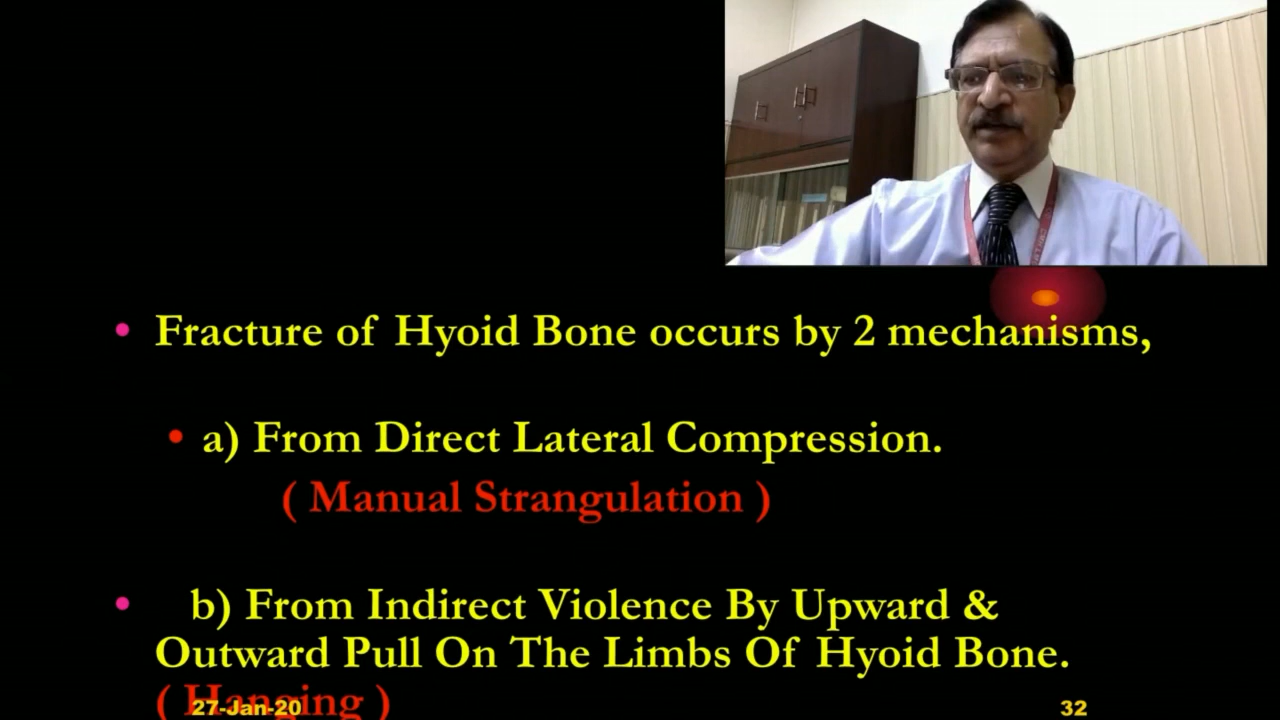 • Fracture of Hyoid Bone occurs by 2 mechanisms,
• a) From Direct Lateral Compression.
( Manual Strangulation )
• b) From Indirect Violence By Upward &
Outward Pull On The Limbs Of Hyoid Bone.
( Hanging )
27-Jan-20
32